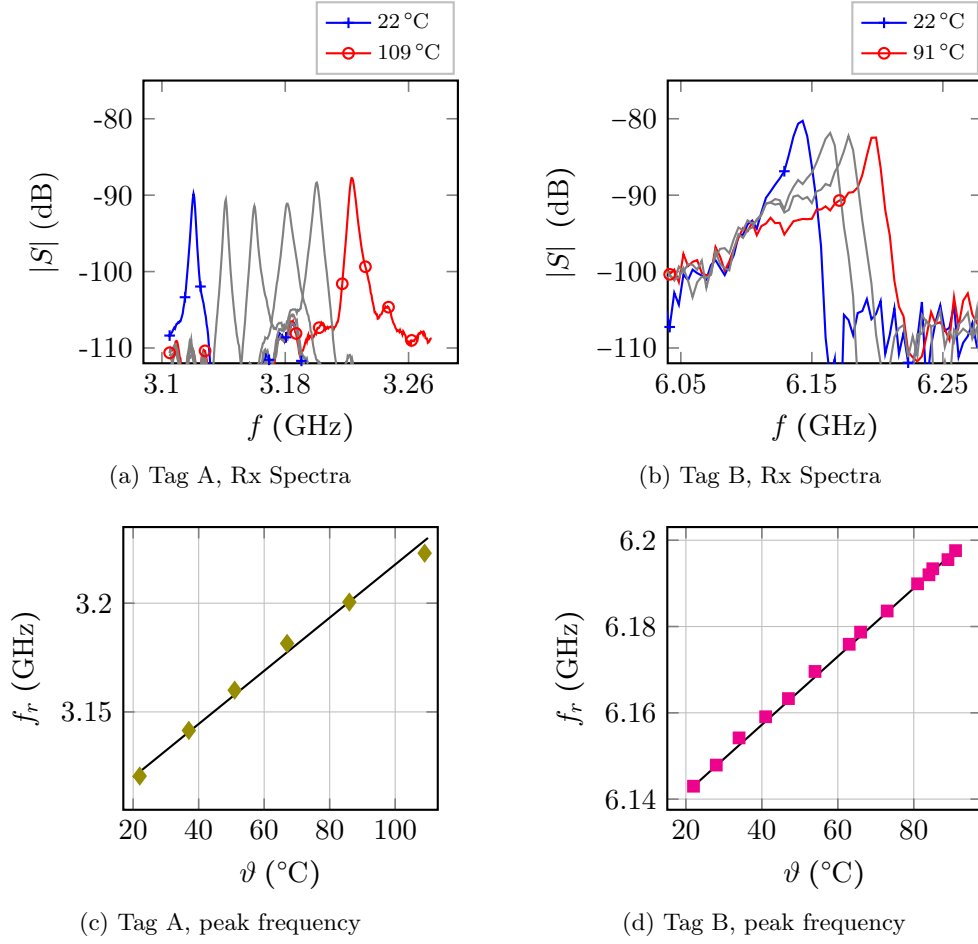 22 °C
109 °C
22 °C
91 °C
-80
-90
-100
-110
|S| (dB)
3.1
3.18
3.26
f (GHz)
(a) Tag A, Rx Spectra
−80
−90
−100
−110
|S| (dB)
6.05
6.15
6.25
f (GHz)
(b) Tag B, Rx Spectra
3.2
3.15
f_r (GHz)
20
40
60
80
100
ϑ (°C)
(c) Tag A, peak frequency
6.2
6.18
6.16
6.14
f_r (GHz)
20
40
60
80
ϑ (°C)
(d) Tag B, peak frequency